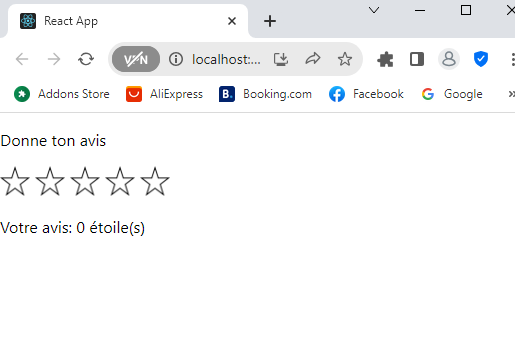 React App
VPN
localhost:...
Addons Store
AliExpress
B.
Booking.com
Facebook
G
Google
»
Donne ton avis
Votre avis: 0 étoile(s)